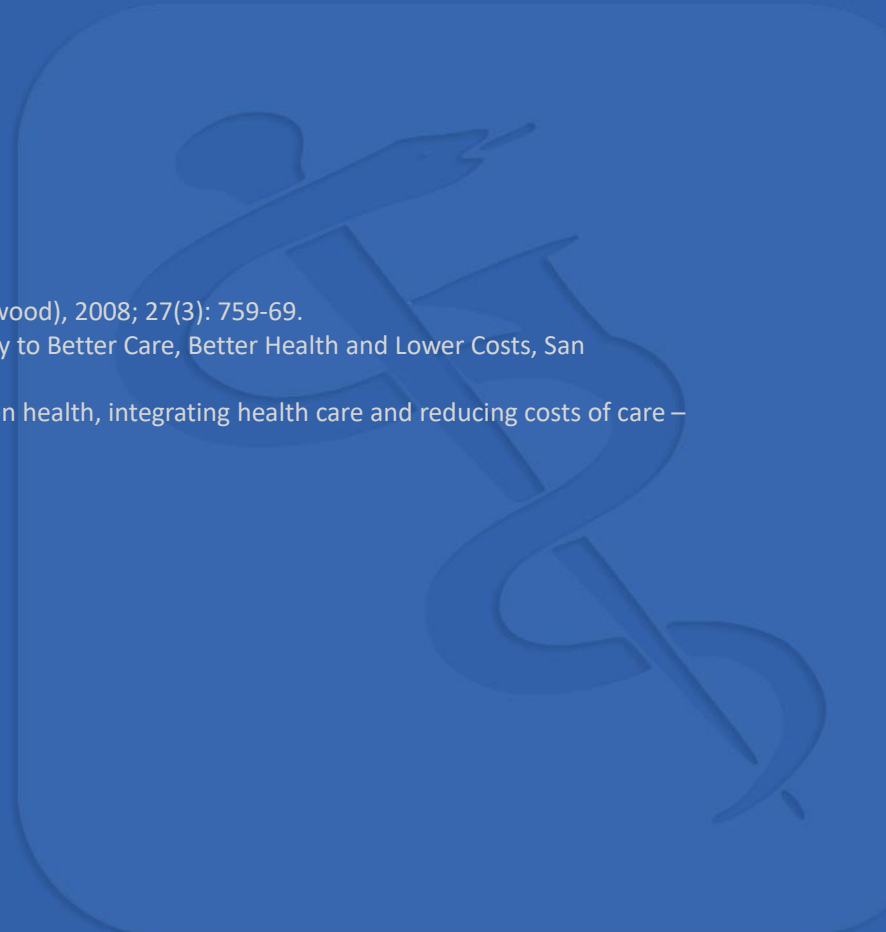 wood), 2008; 27(3): 759-69.
y to Better Care, Better Health and Lower Costs, San
n health, integrating health care and reducing costs of care –